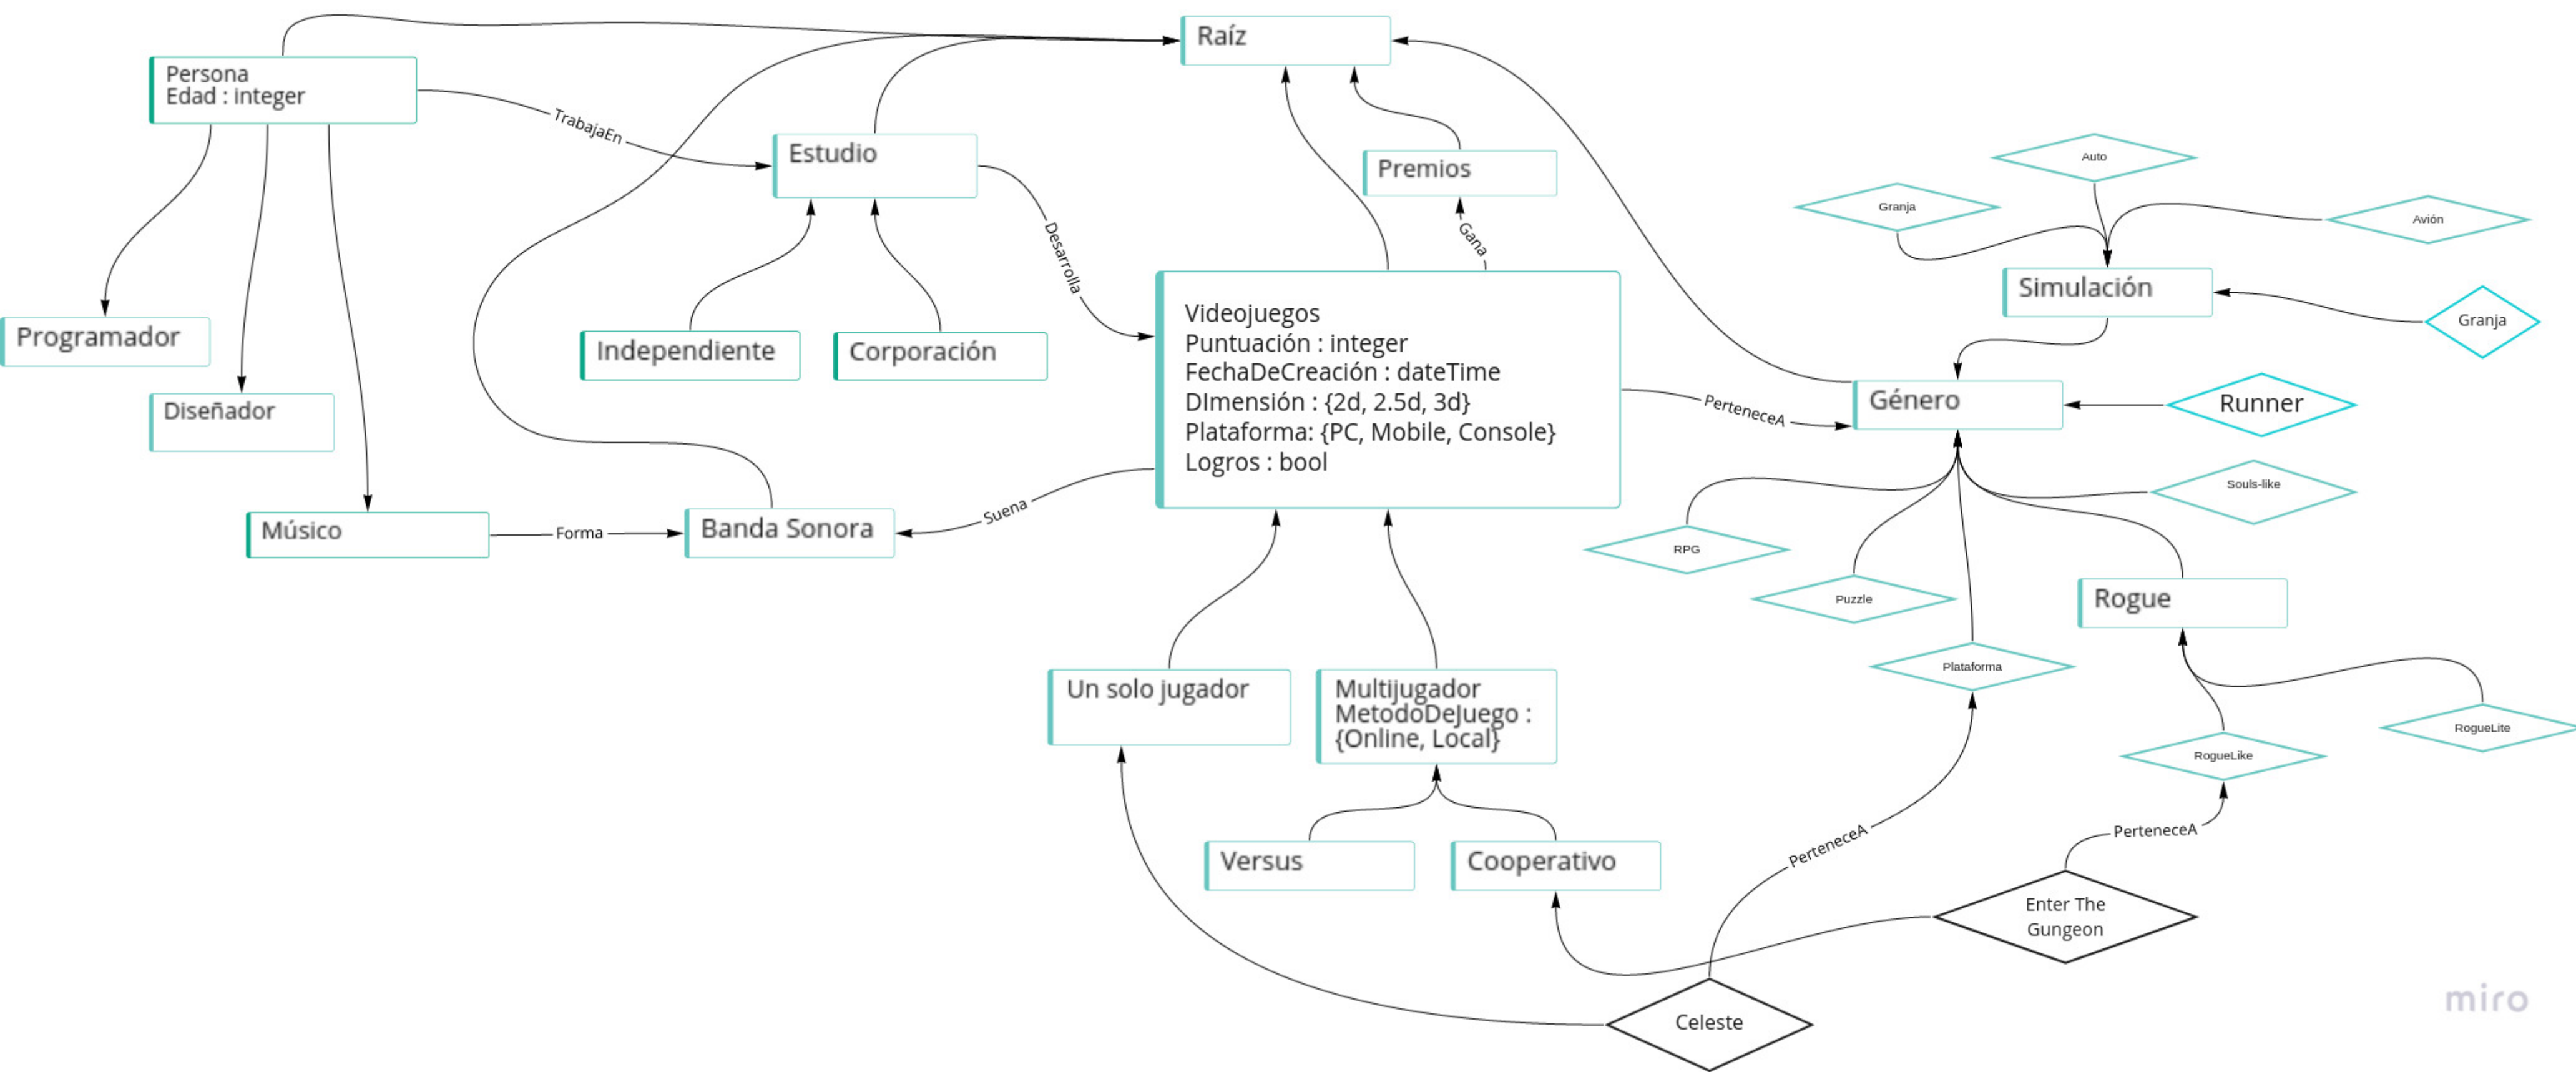 Raíz
Persona
Edad : integer
TrabajaEn
Estudio
Premios
Auto
Granja
Avión
Gana
Desarrolla
Simulación
Granja
Videojuegos
Puntuación : integer
FechaDeCreación : dateTime
DImensión : {2d, 2.5d, 3d}
Plataforma: {PC, Mobile, Console}
Logros : bool
Programador
Independiente
Corporación
Diseñador
PerteneceA
Género
Runner
Souls-like
Músico
Forma
Banda Sonora
Suena
RPG
Puzzle
Rogue
Plataforma
Un solo jugador
Multijugador
MetodoDeJuego :
{Online, Local}
RogueLite
RogueLike
PerteneceA
PerteneceA
Versus
Cooperativo
Enter The
Gungeon
Celeste
miro